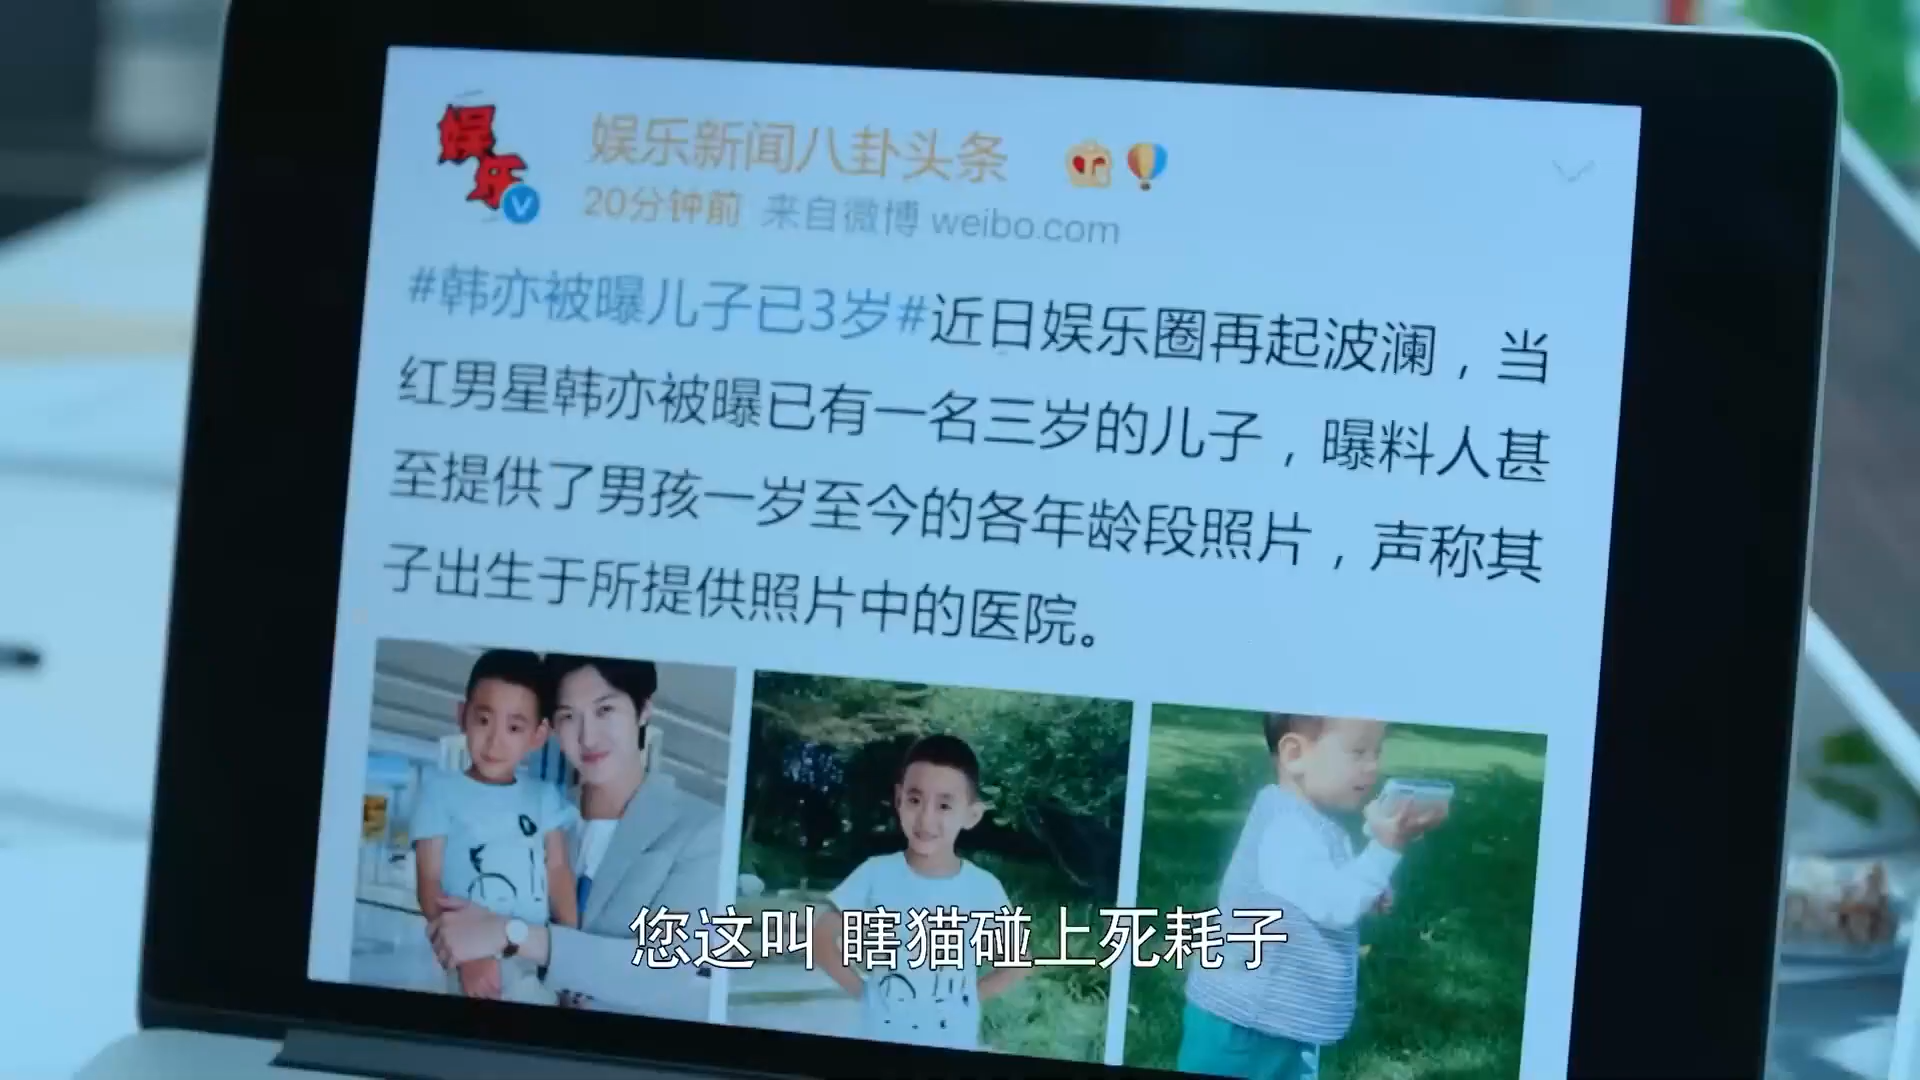 娱乐
娱乐新闻八卦头条
20分钟前 来自微博 weibo.com
#韩亦被曝儿子已3岁#近日娱乐圈再起波澜，当
红男星韩亦被曝已有一名三岁的儿子，曝料人甚
至提供了男孩一岁至今的各年龄段照片，声称其
子出生于所提供照片中的医院。
您这叫 瞎猫碰上死耗子